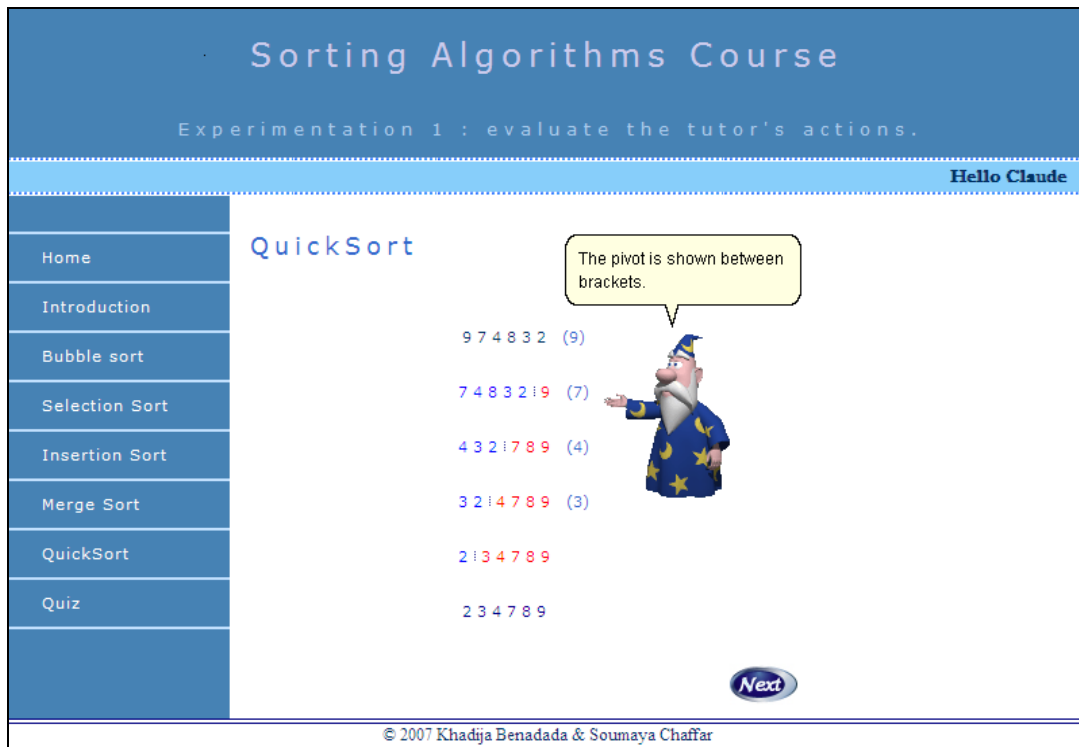 Sorting Algorithms Course
Experimentation 1 : evaluate the tutor's actions.
Hello Claude
Home
Introduction
Bubble sort
Selection Sort
Insertion Sort
Merge Sort
QuickSort
Quiz
QuickSort
The pivot is shown between
brackets.
9 7 4 8 3 2 (9)
7 4 8 3 2 ⁞ 9 (7)
4 3 2 ⁞ 7 8 9 (4)
3 2 ⁞ 4 7 8 9 (3)
2 ⁞ 3 4 7 8 9
2 3 4 7 8 9
Next
© 2007 Khadija Benadada & Soumaya Chaffar